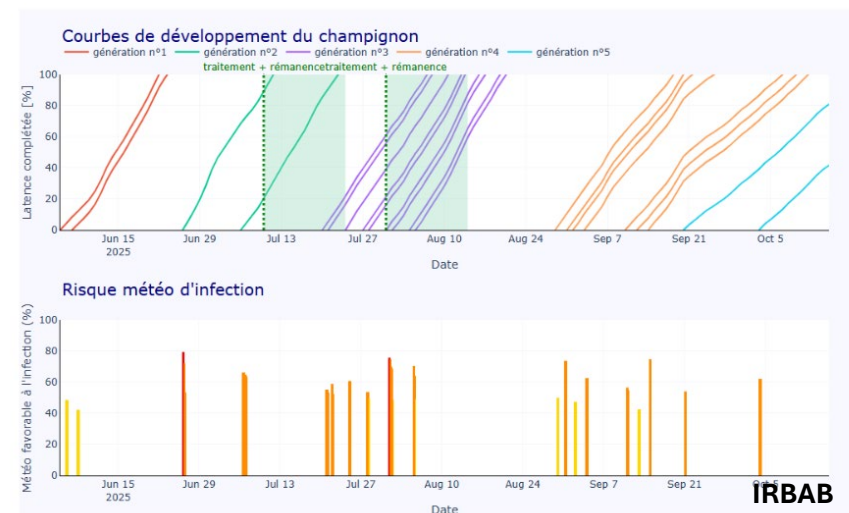 Courbes de développement du champignon
génération n°1 génération n°2 génération n°3 génération n°4 génération n°5
traitement + rémanencetraitement + rémanence
Latence complétée [%]
100
80
60
40
20
0
Jun 15 Jun 29 Jul 13 Jul 27 Aug 10 Aug 24 Sep 7 Sep 21 Oct 5
2025
Date
Risque météo d'infection
Météo favorable à l'infection (%)
100
80
60
40
20
0
Jun 15 Jun 29 Jul 13 Jul 27 Aug 10 Aug 24 Sep 7 Sep 21 Oct 5
2025
Date
IRBAB